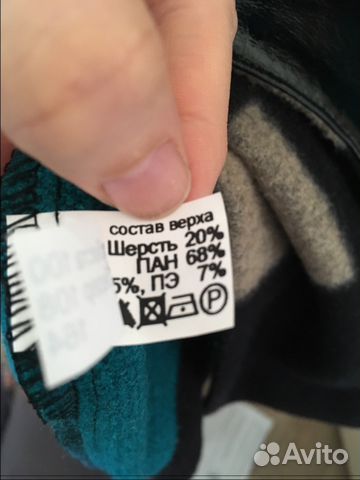 состав верха
Шерсть 20%
ПАН 68%
5%, ПЭ 7%
P
Avito